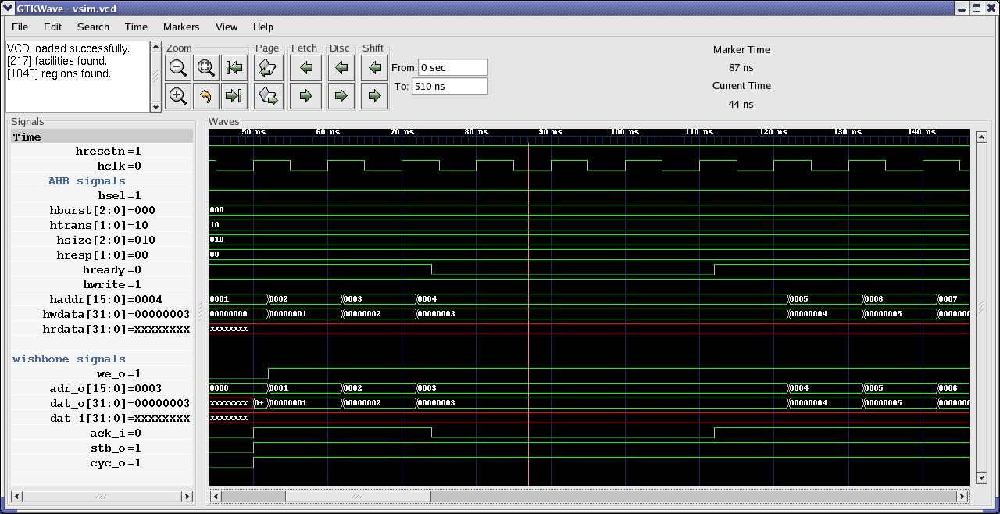 GTKWave - vsim.vcd
File Edit Search Time Markers View Help
VCD loaded successfully.
[217] facilities found.
[1049] regions found.
Zoom Page Fetch Disc Shift
From: 0 sec
To: 510 ns
Marker Time
87 ns
Current Time
44 ns
Signals
Waves
Time
50 ns 60 ns 70 ns 80 ns 90 ns 100 ns 110 ns 120 ns 130 ns 140 ns
hresetn=1
hclk=0
AHB signals
hsel=1
hburst[2:0]=000 000
htrans[1:0]=10 10
hsize[2:0]=010 010
hresp[1:0]=00 00
hready=0
hwrite=1
haddr[15:0]=0004 0001 0002 0003 0004 0005 0006 0007
hwdata[31:0]=00000003 00000000 00000001 00000002 00000003 00000004 00000005 0000000
hrdata[31:0]=XXXXXXXX xxxxxxxx
wishbone signals
we_o=1
adr_o[15:0]=0003 0000 0001 0002 0003 0004 0005 0006
dat_o[31:0]=00000003 xxxxxxxx 0+ 00000001 00000002 00000003 00000004 00000005 0000000
dat_i[31:0]=XXXXXXXX xxxxxxxx
ack_i=0
stb_o=1
cyc_o=1